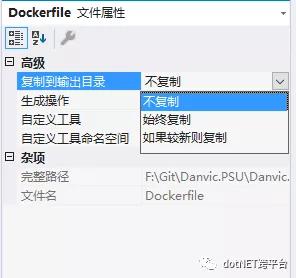 Dockerfile 文件属性
高级
复制到输出目录 不复制
生成操作 不复制
自定义工具 始终复制
自定义工具命名空间 如果较新则复制
杂项
完整路径 F:\Git\Danvic.PSU\Danvic.
文件名 Dockerfile
dotNET跨平台